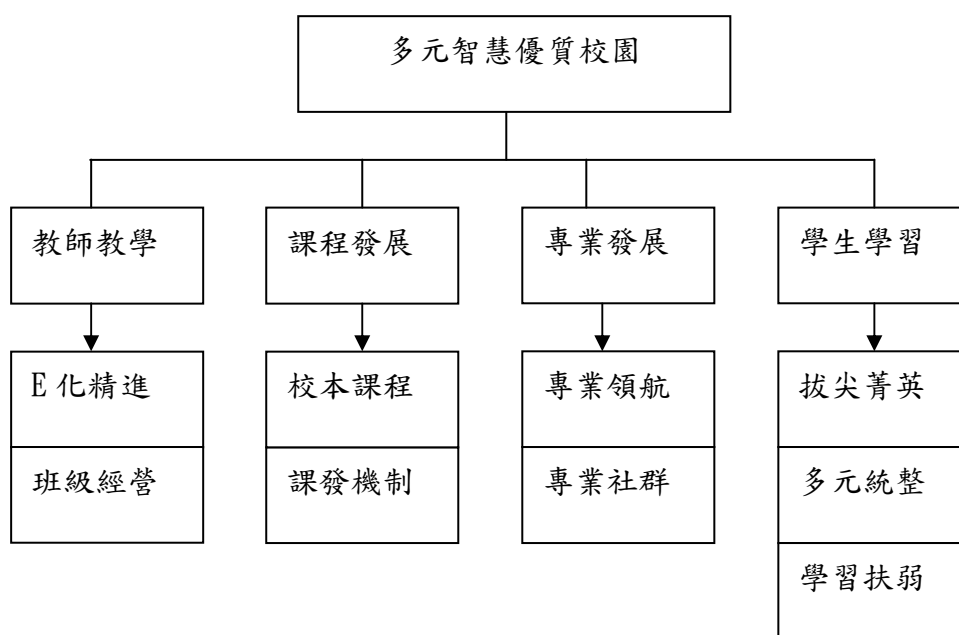 多元智慧優質校園
教師教學
課程發展
專業發展
學生學習
E化精進
校本課程
專業領航
拔尖菁英
班級經營
課發機制
專業社群
多元統整
學習扶弱